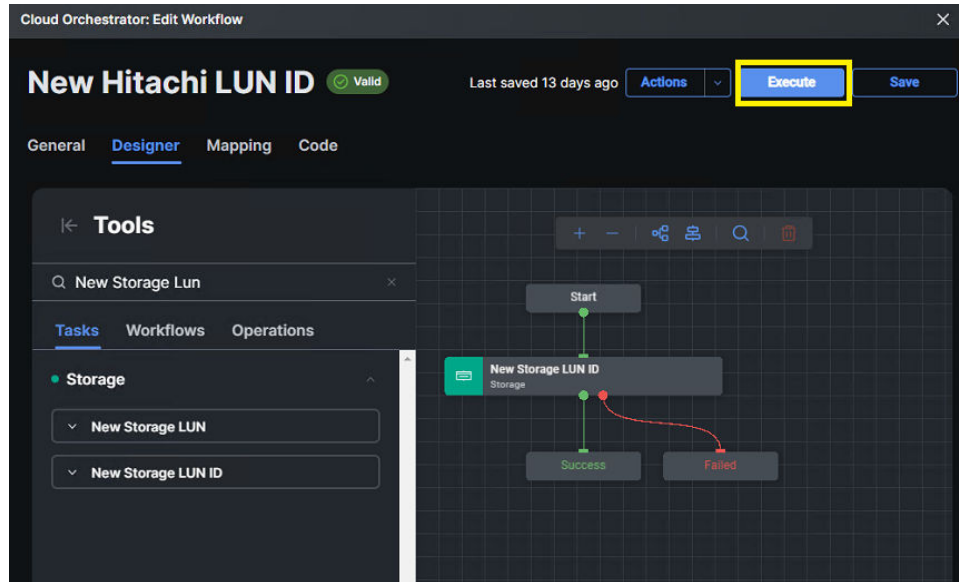 Cloud Orchestrator: Edit Workflow
New Hitachi LUN ID Valid Last saved 13 days ago Actions Execute Save
General Designer Mapping Code
Tools
New Storage Lun
Tasks Workflows Operations
Storage
New Storage LUN
New Storage LUN ID
Start
New Storage LUN ID
Storage
Success Failed